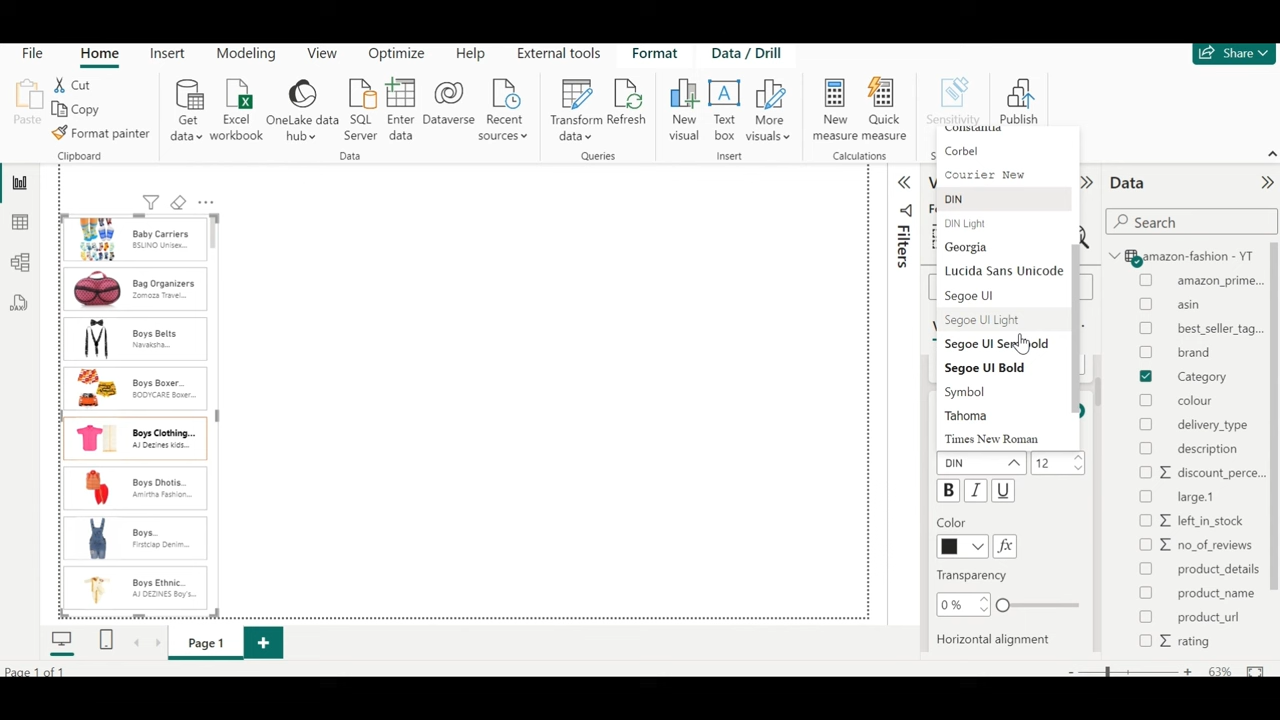 File Home Insert Modeling View Optimize Help External tools Format Data / Drill Share
Paste
Cut
Copy
Format painter
Clipboard
Get data
Excel workbook
OneLake data hub
SQL Server
Enter data
Dataverse
Recent sources
Data
Transform data
Refresh
Queries
New visual
Text box
More visuals
Insert
New measure
Quick measure
Calculations
Sensitivity
Publish
Baby Carriers
BSLINO Unisex...
Bag Organizers
Zomoza Travel...
Boys Belts
Navaksha...
Boys Boxer...
BODYCARE Boxer...
Boys Clothing...
AJ Dezines kids...
Boys Dhotis...
Amirtha Fashion...
Boys...
Firstclap Denim...
Boys Ethnic...
AJ DEZINES Boy's...
Filters
Constantia
Corbel
Courier New
DIN
DIN Light
Georgia
Lucida Sans Unicode
Segoe UI
Segoe UI Light
Segoe UI Semibold
Segoe UI Bold
Symbol
Tahoma
Times New Roman
DIN 12
B I U
Color
fx
Transparency
0 %
Horizontal alignment
Data
Search
amazon-fashion - YT
amazon_prime...
asin
best_seller_tag...
brand
Category
colour
delivery_type
description
discount_perce...
large.1
left_in_stock
no_of_reviews
product_details
product_name
product_url
rating
DAX
Page 1
Page 1 of 1
63%